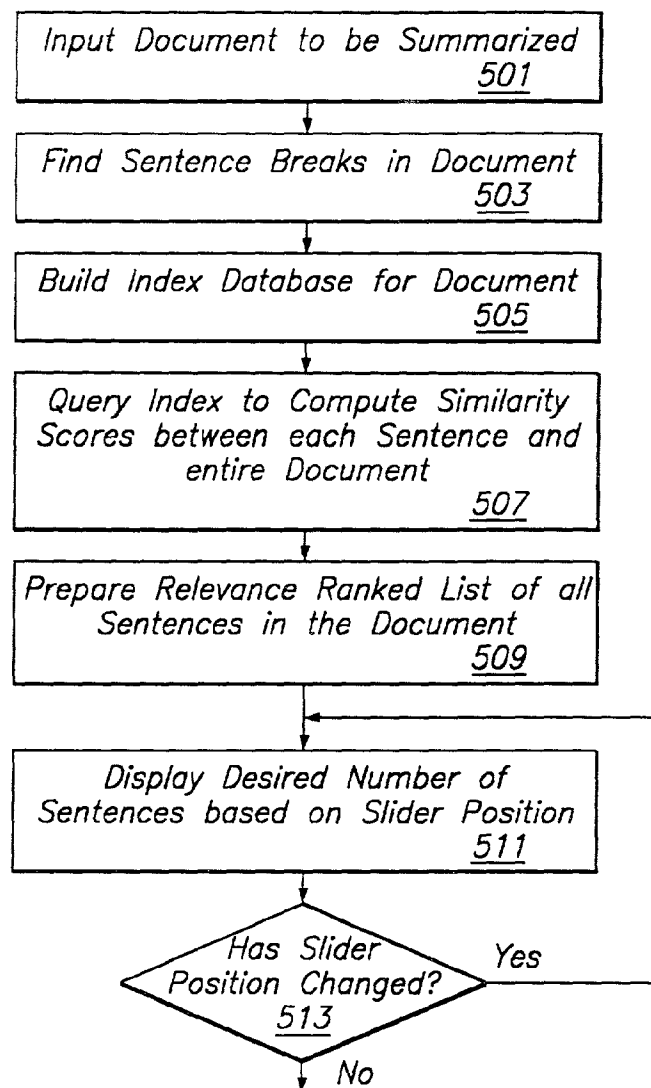 Input Document to be Summarized
501
Find Sentence Breaks in Document
503
Build Index Database for Document
505
Query Index to Compute Similarity
Scores between each Sentence and
entire Document
507
Prepare Relevance Ranked List of all
Sentences in the Document
509
Display Desired Number of
Sentences based on Slider Position
511
Has Slider
Position Changed?
513
Yes
No